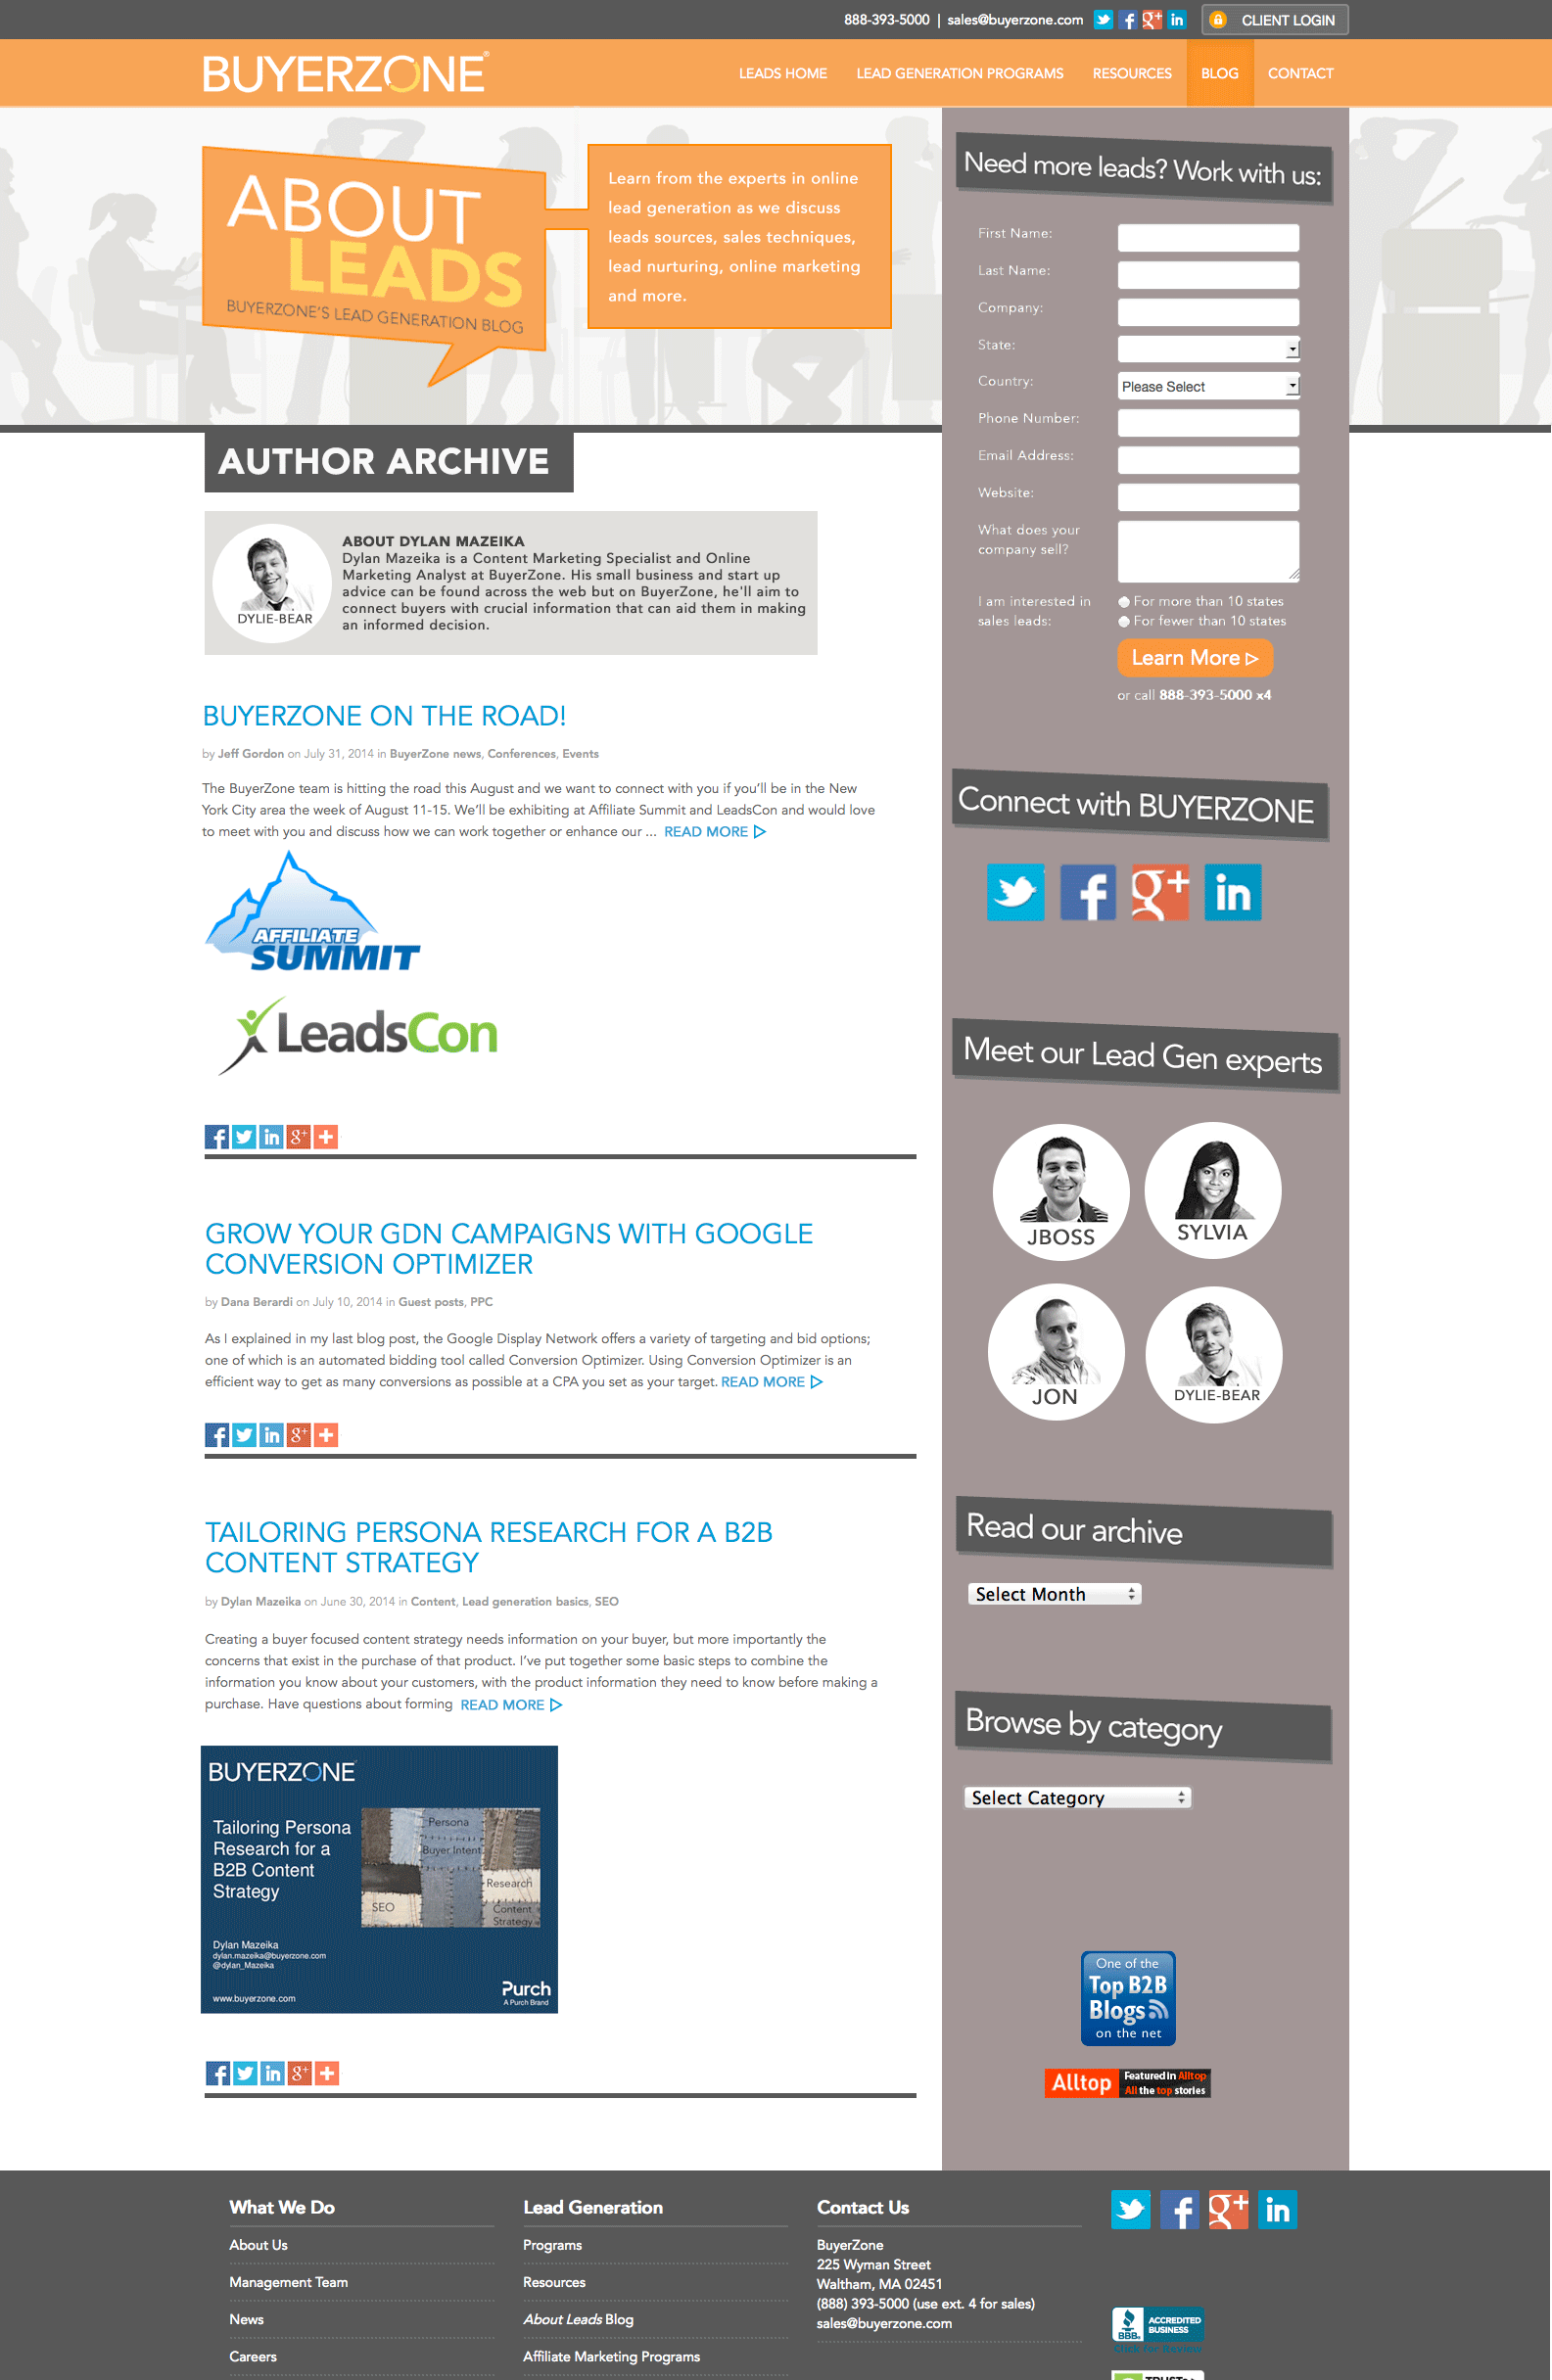 888-393-5000 | sales@buyerzone.com
CLIENT LOGIN
BUYERZONE®
LEADS HOME
LEAD GENERATION PROGRAMS
RESOURCES
BLOG
CONTACT
ABOUT
LEADS
BUYERZONE'S LEAD GENERATION BLOG
Learn from the experts in online
lead generation as we discuss
leads sources, sales techniques,
lead nurturing, online marketing
and more.
AUTHOR ARCHIVE
DYLIE-BEAR
ABOUT DYLAN MAZEIKA
Dylan Mazeika is a Content Marketing Specialist and Online
Marketing Analyst at BuyerZone. His small business and start up
advice can be found across the web but on BuyerZone, he'll aim to
connect buyers with crucial information that can aid them in making
an informed decision.
BUYERZONE ON THE ROAD!
by Jeff Gordon on July 31, 2014 in BuyerZone news, Conferences, Events
The BuyerZone team is hitting the road this August and we want to connect with you if you'll be in the New
York City area the week of August 11-15. We'll be exhibiting at Affiliate Summit and LeadsCon and would love
to meet with you and discuss how we can work together or enhance our ... READ MORE
AFFILIATE
SUMMIT
LeadsCon
GROW YOUR GDN CAMPAIGNS WITH GOOGLE
CONVERSION OPTIMIZER
by Dana Berardi on July 10, 2014 in Guest posts, PPC
As I explained in my last blog post, the Google Display Network offers a variety of targeting and bid options;
one of which is an automated bidding tool called Conversion Optimizer. Using Conversion Optimizer is an
efficient way to get as many conversions as possible at a CPA you set as your target. READ MORE
TAILORING PERSONA RESEARCH FOR A B2B
CONTENT STRATEGY
by Dylan Mazeika on June 30, 2014 in Content, Lead generation basics, SEO
Creating a buyer focused content strategy needs information on your buyer, but more importantly the
concerns that exist in the purchase of that product. I've put together some basic steps to combine the
information you know about your customers, with the product information they need to know before making a
purchase. Have questions about forming READ MORE
BUYERZONE
Tailoring Persona
Research for a
B2B Content
Strategy
Persona
Buyer Intent
Research
SEO
Content
Strategy
Dylan Mazeika
dylan.mazeika@buyerzone.com
@dylan_Mazeika
www.buyerzone.com
Purch
A Purch Brand
Need more leads? Work with us:
First Name:
Last Name:
Company:
State:
Country:
Please Select
Phone Number:
Email Address:
Website:
What does your
company sell?
I am interested in
sales leads:
For more than 10 states
For fewer than 10 states
Learn More
or call 888-393-5000 x4
Connect with BUYERZONE
Meet our Lead Gen experts
JBOSS
SYLVIA
JON
DYLIE-BEAR
Read our archive
Select Month
Browse by category
Select Category
One of the
Top B2B
Blogs
on the net
Alltop
Featured in Alltop
All the top stories
What We Do
About Us
Management Team
News
Careers
Lead Generation
Programs
Resources
About Leads Blog
Affiliate Marketing Programs
Contact Us
BuyerZone
225 Wyman Street
Waltham, MA 02451
(888) 393-5000 (use ext. 4 for sales)
sales@buyerzone.com
BBB.
ACCREDITED
BUSINESS
Click for Review